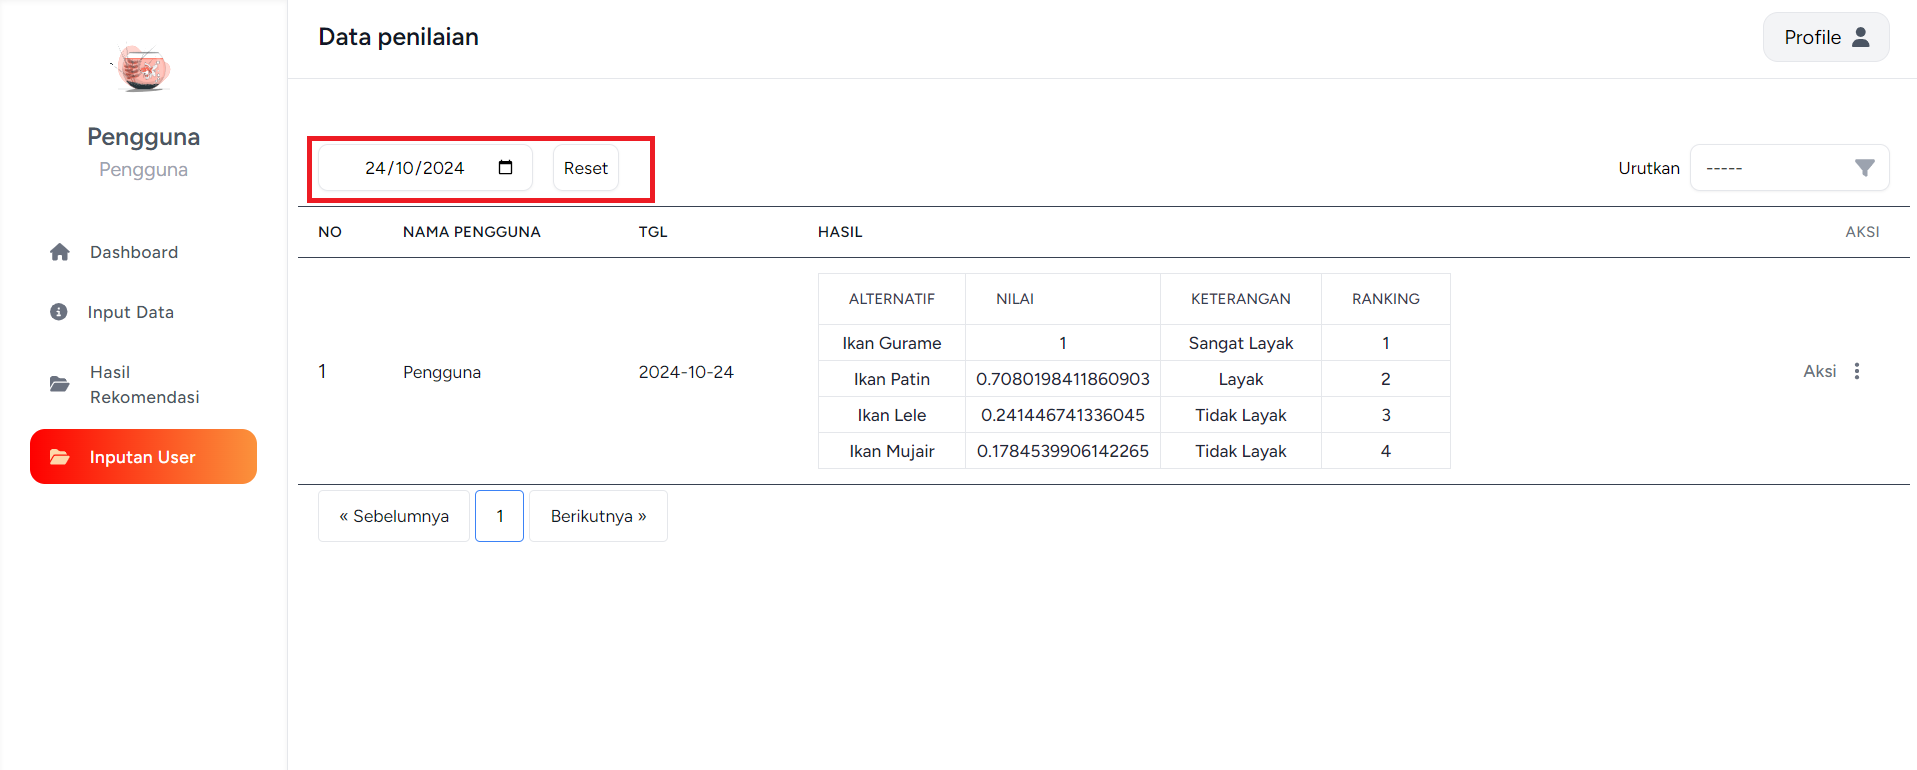 Data penilaian
Profile
Pengguna
Pengguna
Dashboard
Input Data
Hasil
Rekomendasi
Inputan User
24/10/2024 Reset
Urutkan -----
NO NAMA PENGGUNA TGL HASIL AKSI
ALTERNATIF NILAI KETERANGAN RANKING
Ikan Gurame 1 Sangat Layak 1
1 Pengguna 2024-10-24 Aksi
Ikan Patin 0.7080198411860903 Layak 2
Ikan Lele 0.241446741336045 Tidak Layak 3
Ikan Mujair 0.1784539906142265 Tidak Layak 4
« Sebelumnya 1 Berikutnya »